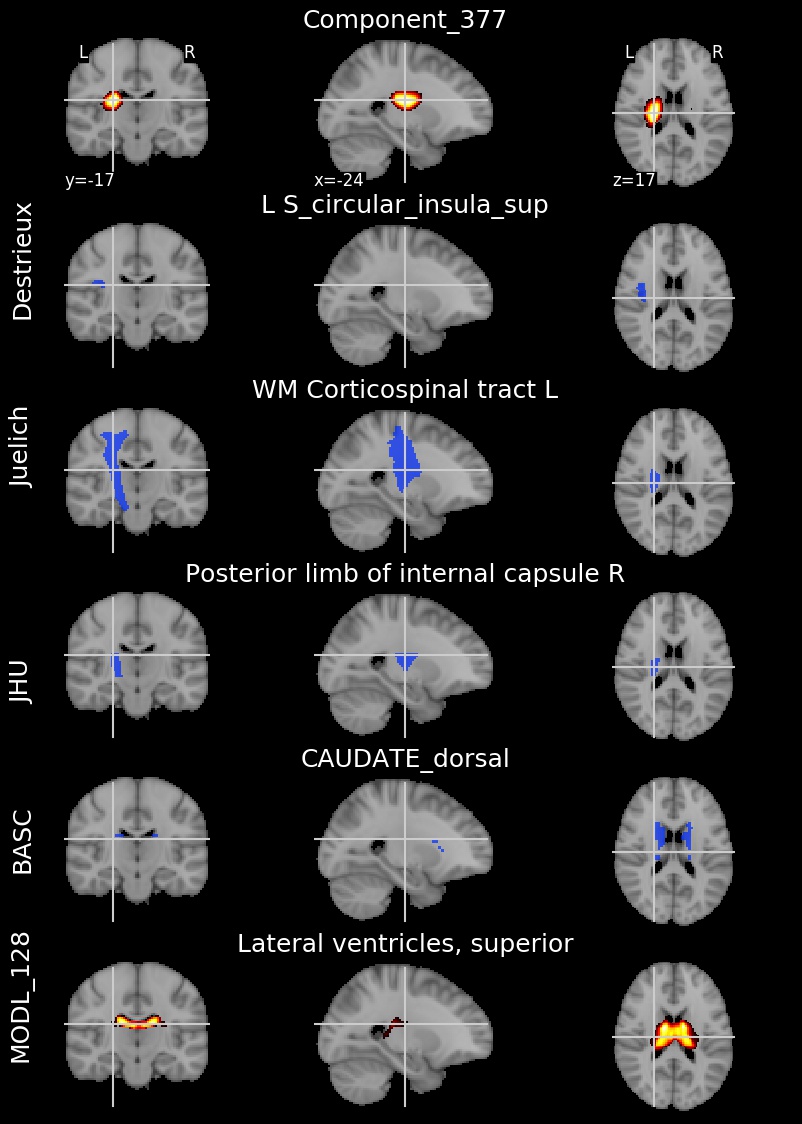 Component_377
L R
L R
y=-17
x=-24
z=17
Destrieux
L S_circular_insula_sup
Juelich
WM Corticospinal tract L
JHU
Posterior limb of internal capsule R
BASC
CAUDATE_dorsal
MODL_128
Lateral ventricles, superior